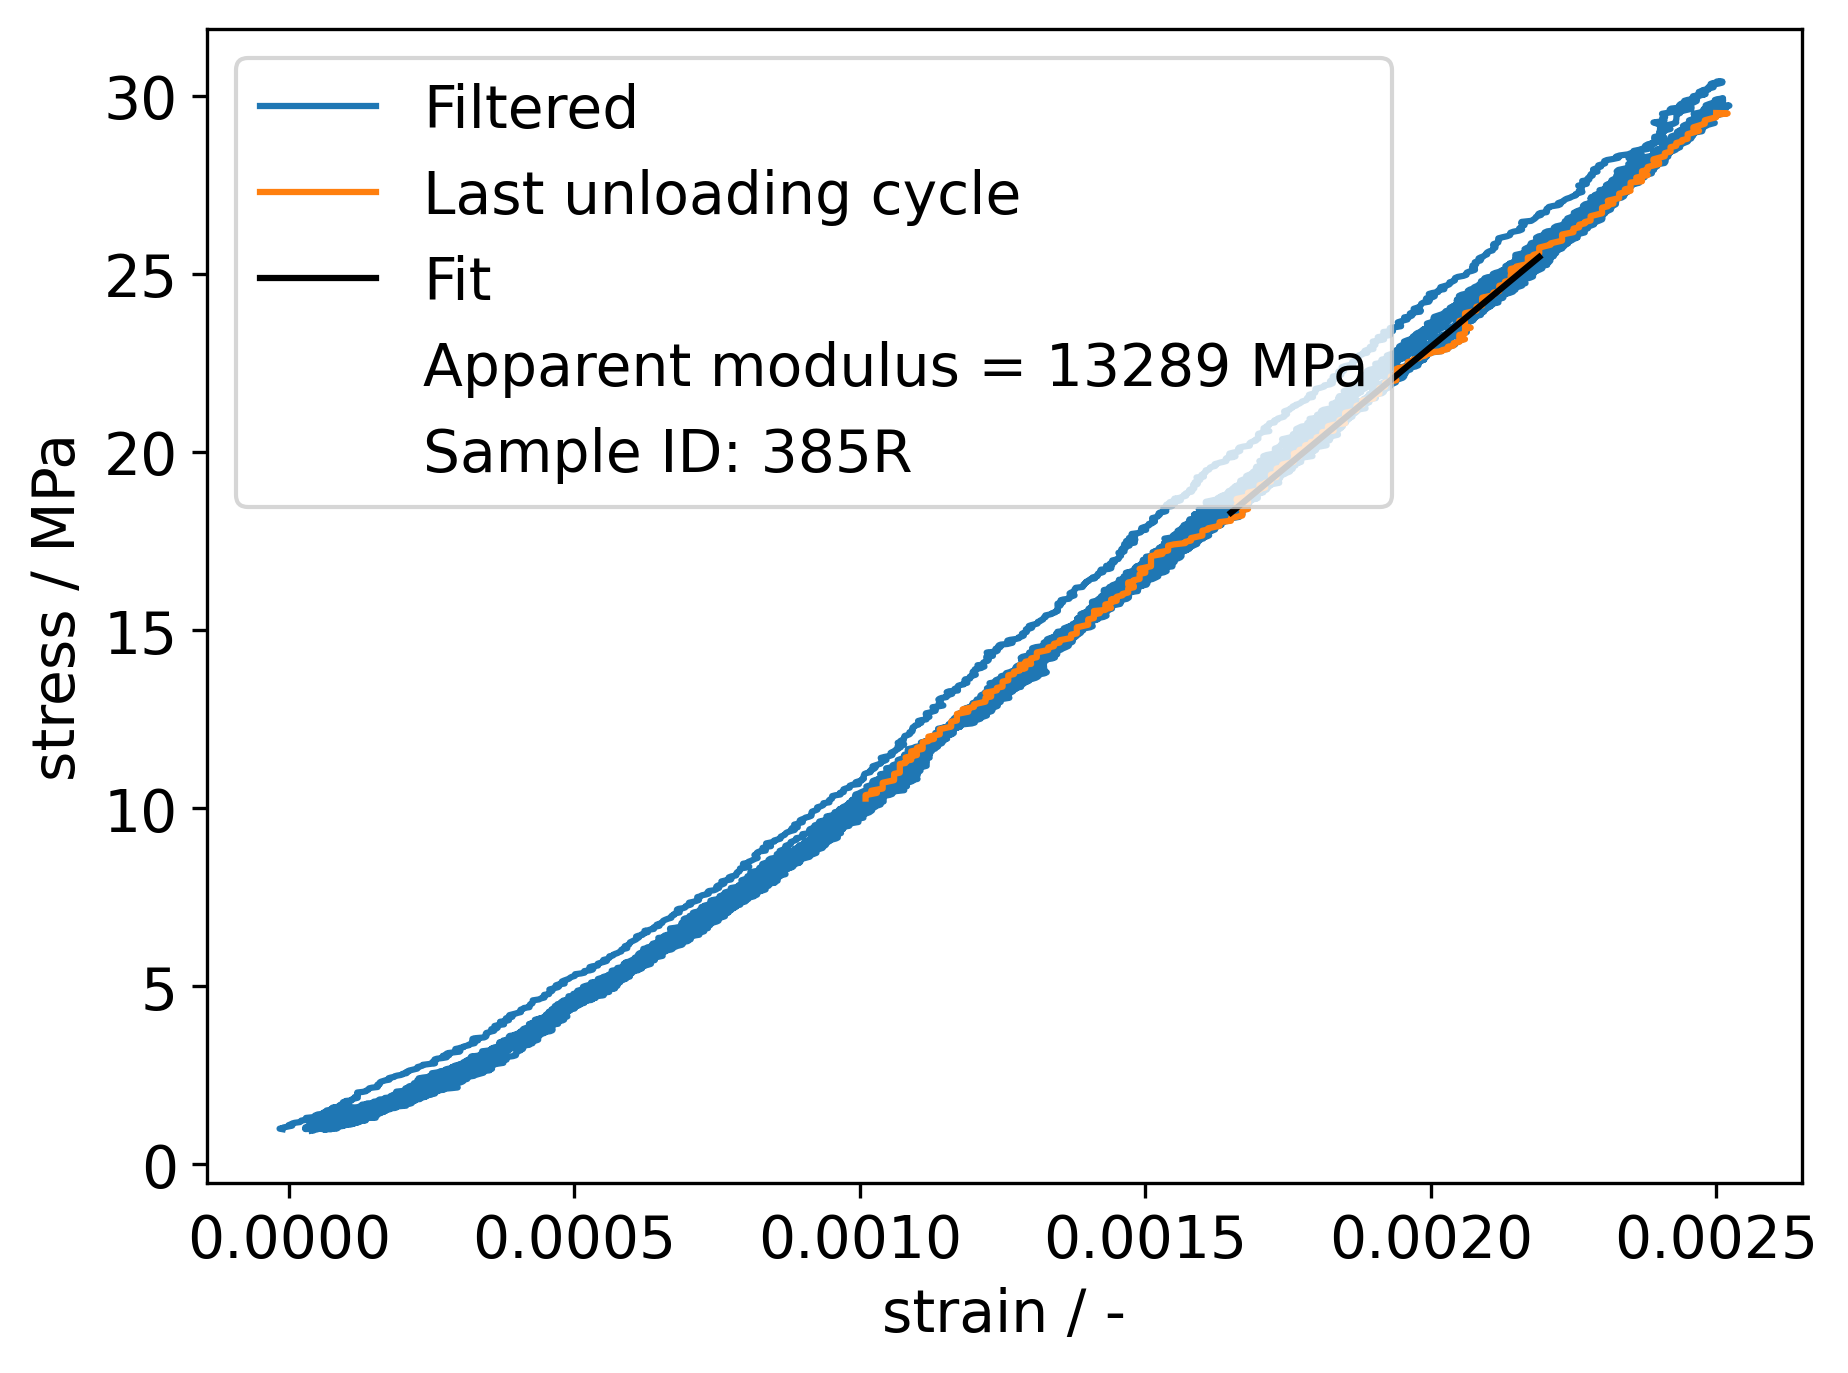 Filtered
Last unloading cycle
Fit
Apparent modulus = 13289 MPa
Sample ID: 385R
stress / MPa
30
25
20
15
10
5
0
0.0000 0.0005 0.0010 0.0015 0.0020 0.0025
strain / -